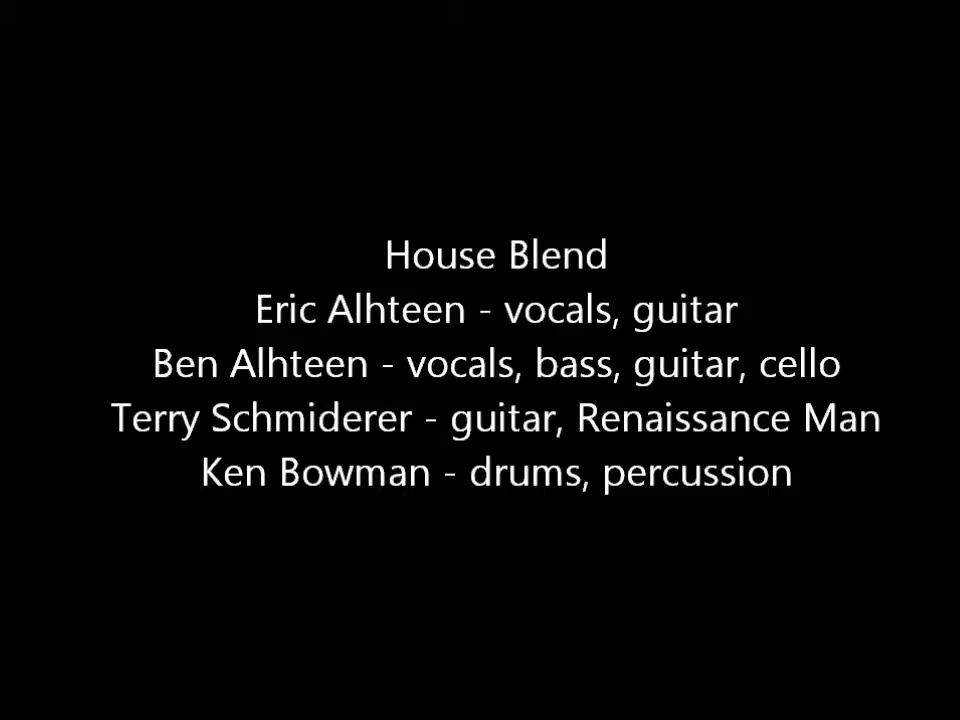 House Blend
Eric Alhteen - vocals, guitar
Ben Alhteen - vocals, bass, guitar, cello
Terry Schmiderer - guitar, Renaissance Man
Ken Bowman - drums, percussion